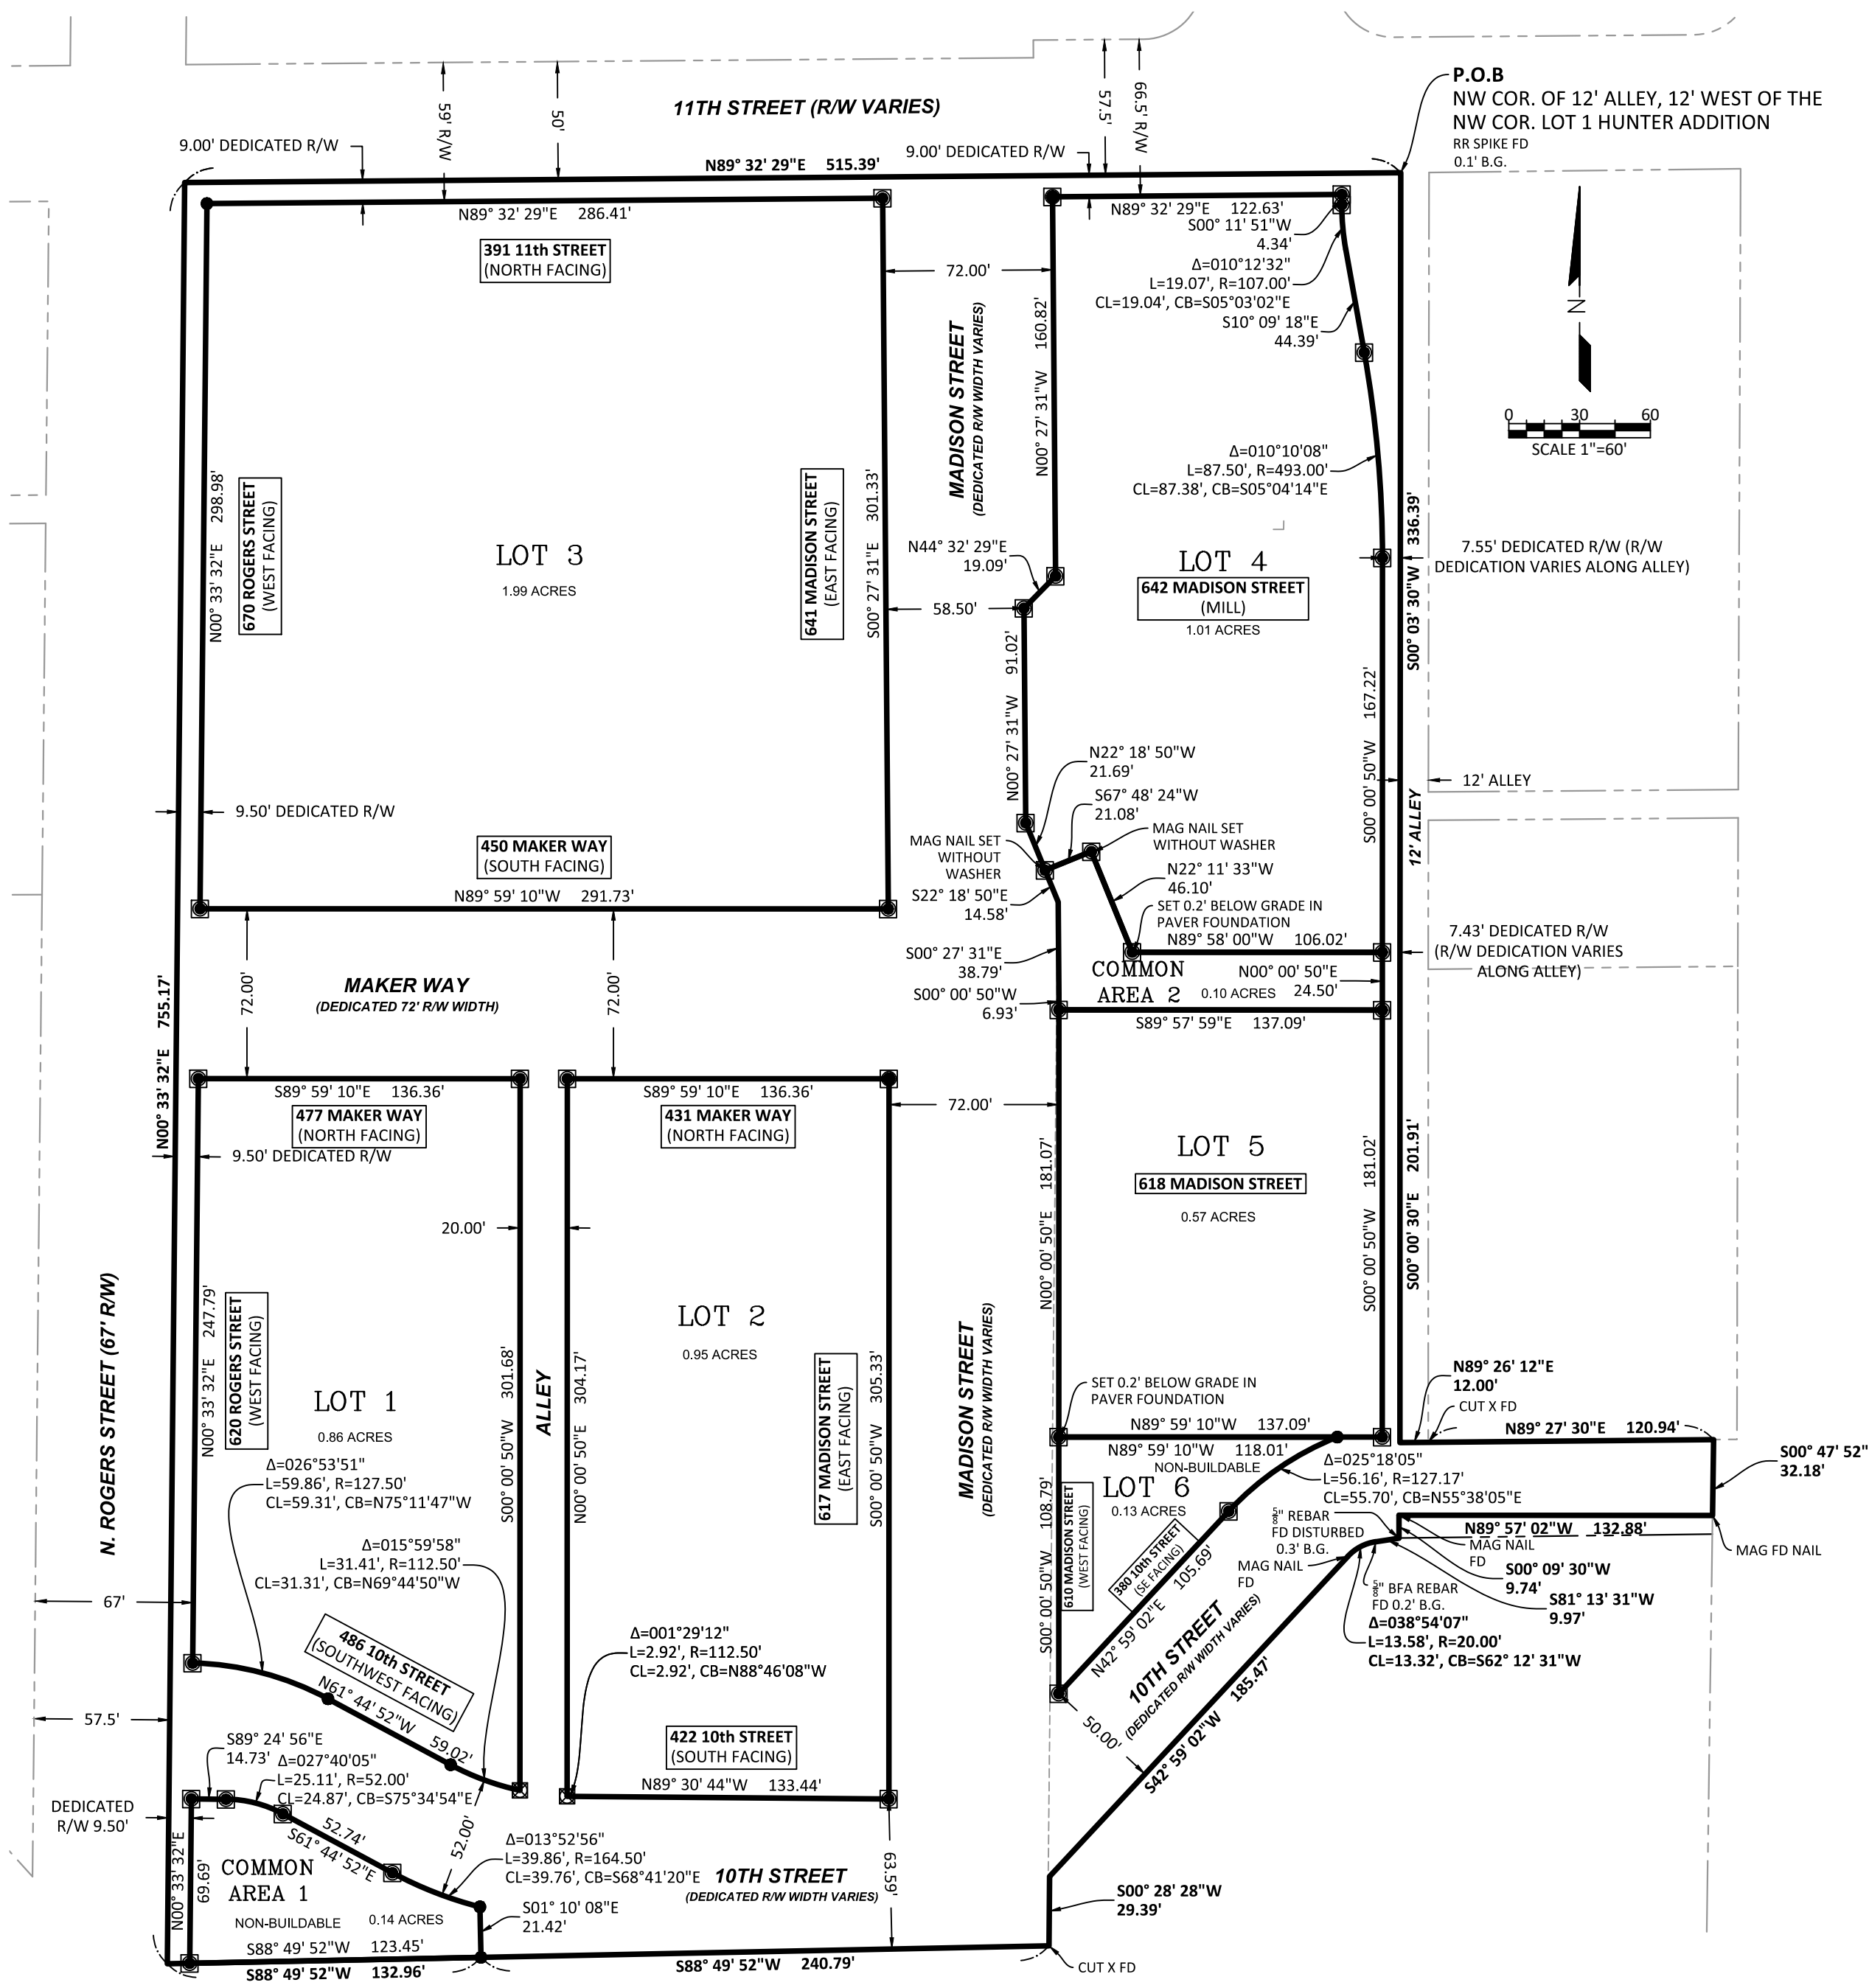 P.O.B
NW COR. OF 12' ALLEY, 12' WEST OF THE
NW COR. LOT 1 HUNTER ADDITION
RR SPIKE FD
0.1' B.G.
11TH STREET (R/W VARIES)
59' R/W
50'
57.5'
66.5' R/W
9.00' DEDICATED R/W
9.00' DEDICATED R/W
N89° 32' 29"E 515.39'
N89° 32' 29"E 286.41'
N89° 32' 29"E 122.63'
391 11th STREET
(NORTH FACING)
S00° 11' 51"W
4.34'
Δ=010°12'32"
L=19.07', R=107.00'
CL=19.04', CB=S05°03'02"E
S10° 09' 18"E
44.39'
72.00'
N
0 30 60
SCALE 1"=60'
N00° 27' 31"W 160.82'
MADISON STREET
(DEDICATED R/W WIDTH VARIES)
Δ=010°10'08"
L=87.50', R=493.00'
CL=87.38', CB=S05°04'14"E
N00° 33' 32"E 298.98'
670 ROGERS STREET
(WEST FACING)
LOT 3
1.99 ACRES
641 MADISON STREET
(EAST FACING)
S00° 27' 31"E 301.33'
N44° 32' 29"E
19.09'
58.50'
LOT 4
642 MADISON STREET
(MILL)
1.01 ACRES
S00° 03' 30"W 336.39'
7.55' DEDICATED R/W (R/W
DEDICATION VARIES ALONG ALLEY)
N00° 27' 31"W 91.02'
S00° 00' 50"W 167.22'
12' ALLEY
12' ALLEY
9.50' DEDICATED R/W
N22° 18' 50"W
21.69'
S67° 48' 24"W
21.08'
MAG NAIL SET
WITHOUT
WASHER
MAG NAIL SET
WITHOUT WASHER
N22° 11' 33"W
46.10'
SET 0.2' BELOW GRADE IN
PAVER FOUNDATION
450 MAKER WAY
(SOUTH FACING)
N89° 59' 10"W 291.73'
S22° 18' 50"E
14.58'
N89° 58' 00"W 106.02'
7.43' DEDICATED R/W
(R/W DEDICATION VARIES
ALONG ALLEY)
S00° 27' 31"E
38.79'
COMMON
AREA 2
0.10 ACRES
N00° 00' 50"E
24.50'
S00° 00' 50"W
6.93'
S89° 57' 59"E 137.09'
72.00'
MAKER WAY
(DEDICATED 72' R/W WIDTH)
72.00'
N00° 33' 32"E 755.17'
S89° 59' 10"E 136.36'
477 MAKER WAY
(NORTH FACING)
S89° 59' 10"E 136.36'
431 MAKER WAY
(NORTH FACING)
72.00'
9.50' DEDICATED R/W
LOT 5
618 MADISON STREET
0.57 ACRES
N00° 00' 50"E 181.07'
S00° 00' 50"W 181.02'
S00° 00' 30"E 201.91'
20.00'
N. ROGERS STREET (67' R/W)
N00° 33' 32"E 247.79'
620 ROGERS STREET
(WEST FACING)
LOT 1
0.86 ACRES
S00° 00' 50"W 301.68'
ALLEY
N00° 00' 50"E 304.17'
LOT 2
0.95 ACRES
617 MADISON STREET
(EAST FACING)
S00° 00' 50"W 305.33'
MADISON STREET
(DEDICATED R/W WIDTH VARIES)
SET 0.2' BELOW GRADE IN
PAVER FOUNDATION
N89° 59' 10"W 137.09'
N89° 59' 10"W 118.01'
NON-BUILDABLE
LOT 6
0.13 ACRES
N89° 26' 12"E
12.00'
CUT X FD
N89° 27' 30"E 120.94'
S00° 47' 52"
32.18'
Δ=025°18'05"
L=56.16', R=127.17'
CL=55.70', CB=N55°38'05"E
S00° 00' 50"W 108.79'
610 MADISON STREET
(WEST FACING)
380 10th STREET
(SE FACING)
N42° 59' 02"E 105.69'
5/8" REBAR
FD DISTURBED
0.3' B.G.
MAG NAIL
FD
N89° 57' 02"W 132.88'
MAG NAIL
FD
MAG FD NAIL
S00° 09' 30"W
9.74'
5/8" BFA REBAR
FD 0.2' B.G.
S81° 13' 31"W
9.97'
Δ=038°54'07"
L=13.58', R=20.00'
CL=13.32', CB=S62° 12' 31"W
Δ=026°53'51"
L=59.86', R=127.50'
CL=59.31', CB=N75°11'47"W
Δ=015°59'58"
L=31.41', R=112.50'
CL=31.31', CB=N69°44'50"W
67'
486 10th STREET
(SOUTHWEST FACING)
N61° 44' 52"W 59.02'
Δ=001°29'12"
L=2.92', R=112.50'
CL=2.92', CB=N88°46'08"W
10TH STREET
(DEDICATED R/W WIDTH VARIES)
50.00'
S42° 59' 02"W 185.47'
57.5'
S89° 24' 56"E
14.73'
Δ=027°40'05"
L=25.11', R=52.00'
CL=24.87', CB=S75°34'54"E
422 10th STREET
(SOUTH FACING)
N89° 30' 44"W 133.44'
DEDICATED
R/W 9.50'
52.74'
S61° 44' 52"E
52.00'
N00° 33' 32"E
69.69'
COMMON
AREA 1
NON-BUILDABLE 0.14 ACRES
Δ=013°52'56"
L=39.86', R=164.50'
CL=39.76', CB=S68°41'20"E
S01° 10' 08"E
21.42'
10TH STREET
(DEDICATED R/W WIDTH VARIES)
63.59'
S00° 28' 28"W
29.39'
S88° 49' 52"W 123.45'
S88° 49' 52"W 132.96'
S88° 49' 52"W 240.79'
CUT X FD